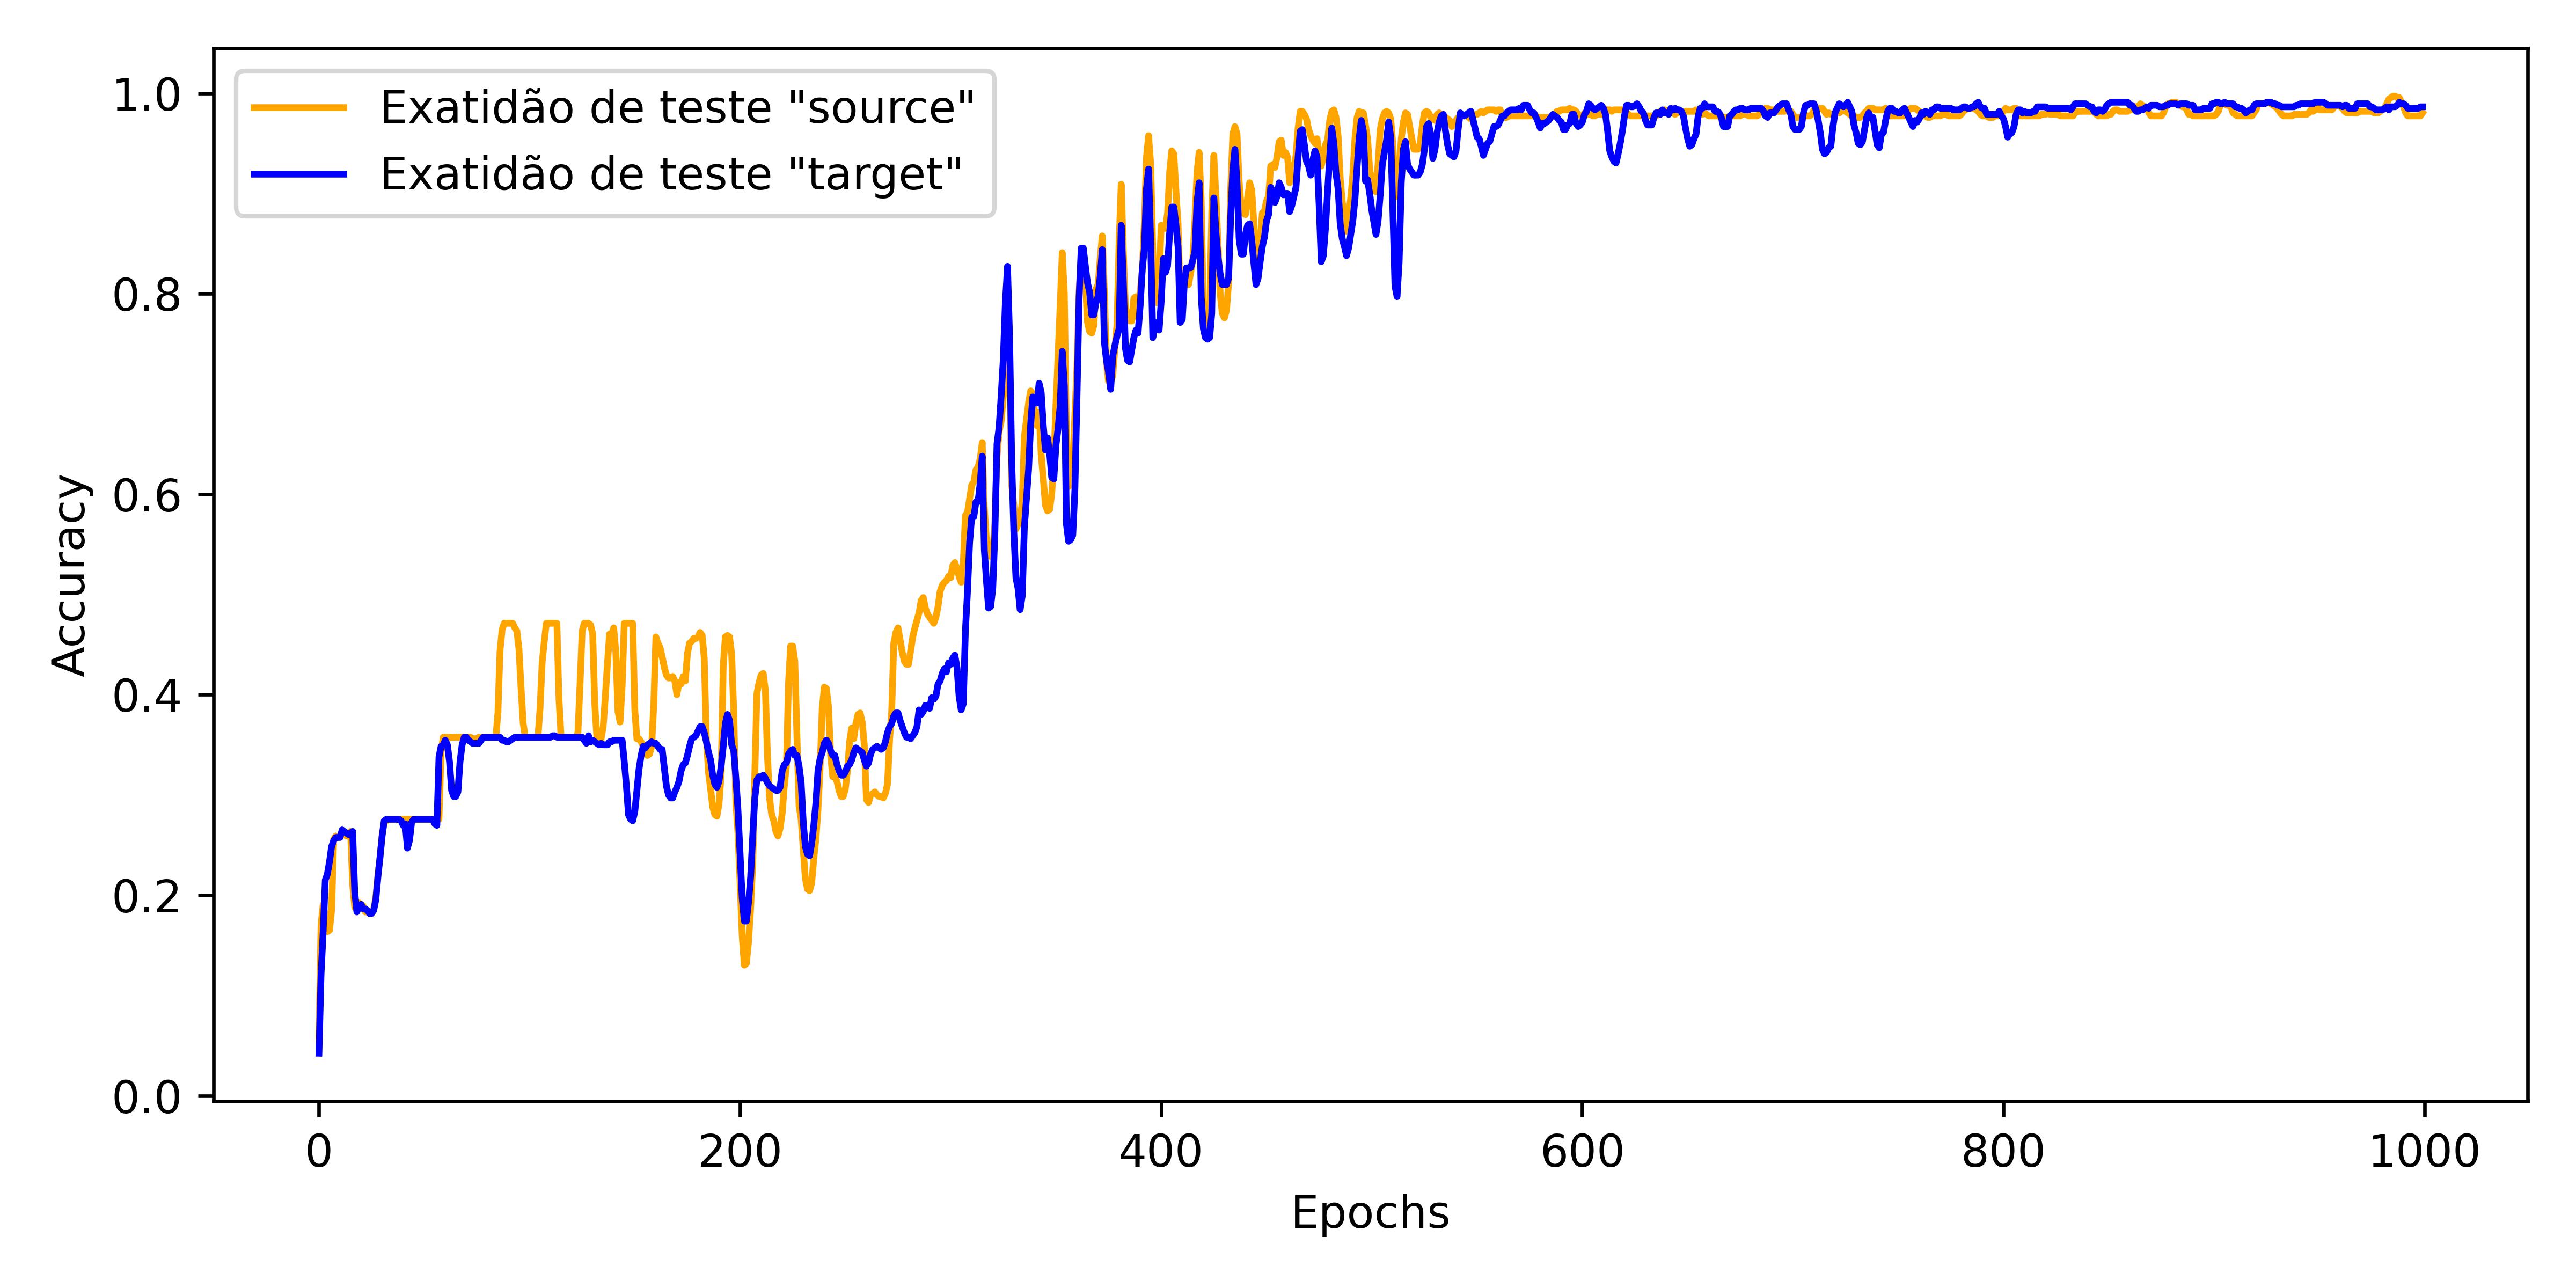 Exatidão de teste "source"
Exatidão de teste "target"
1.0
0.8
0.6
0.4
0.2
0.0
Accuracy
0 200 400 600 800 1000
Epochs